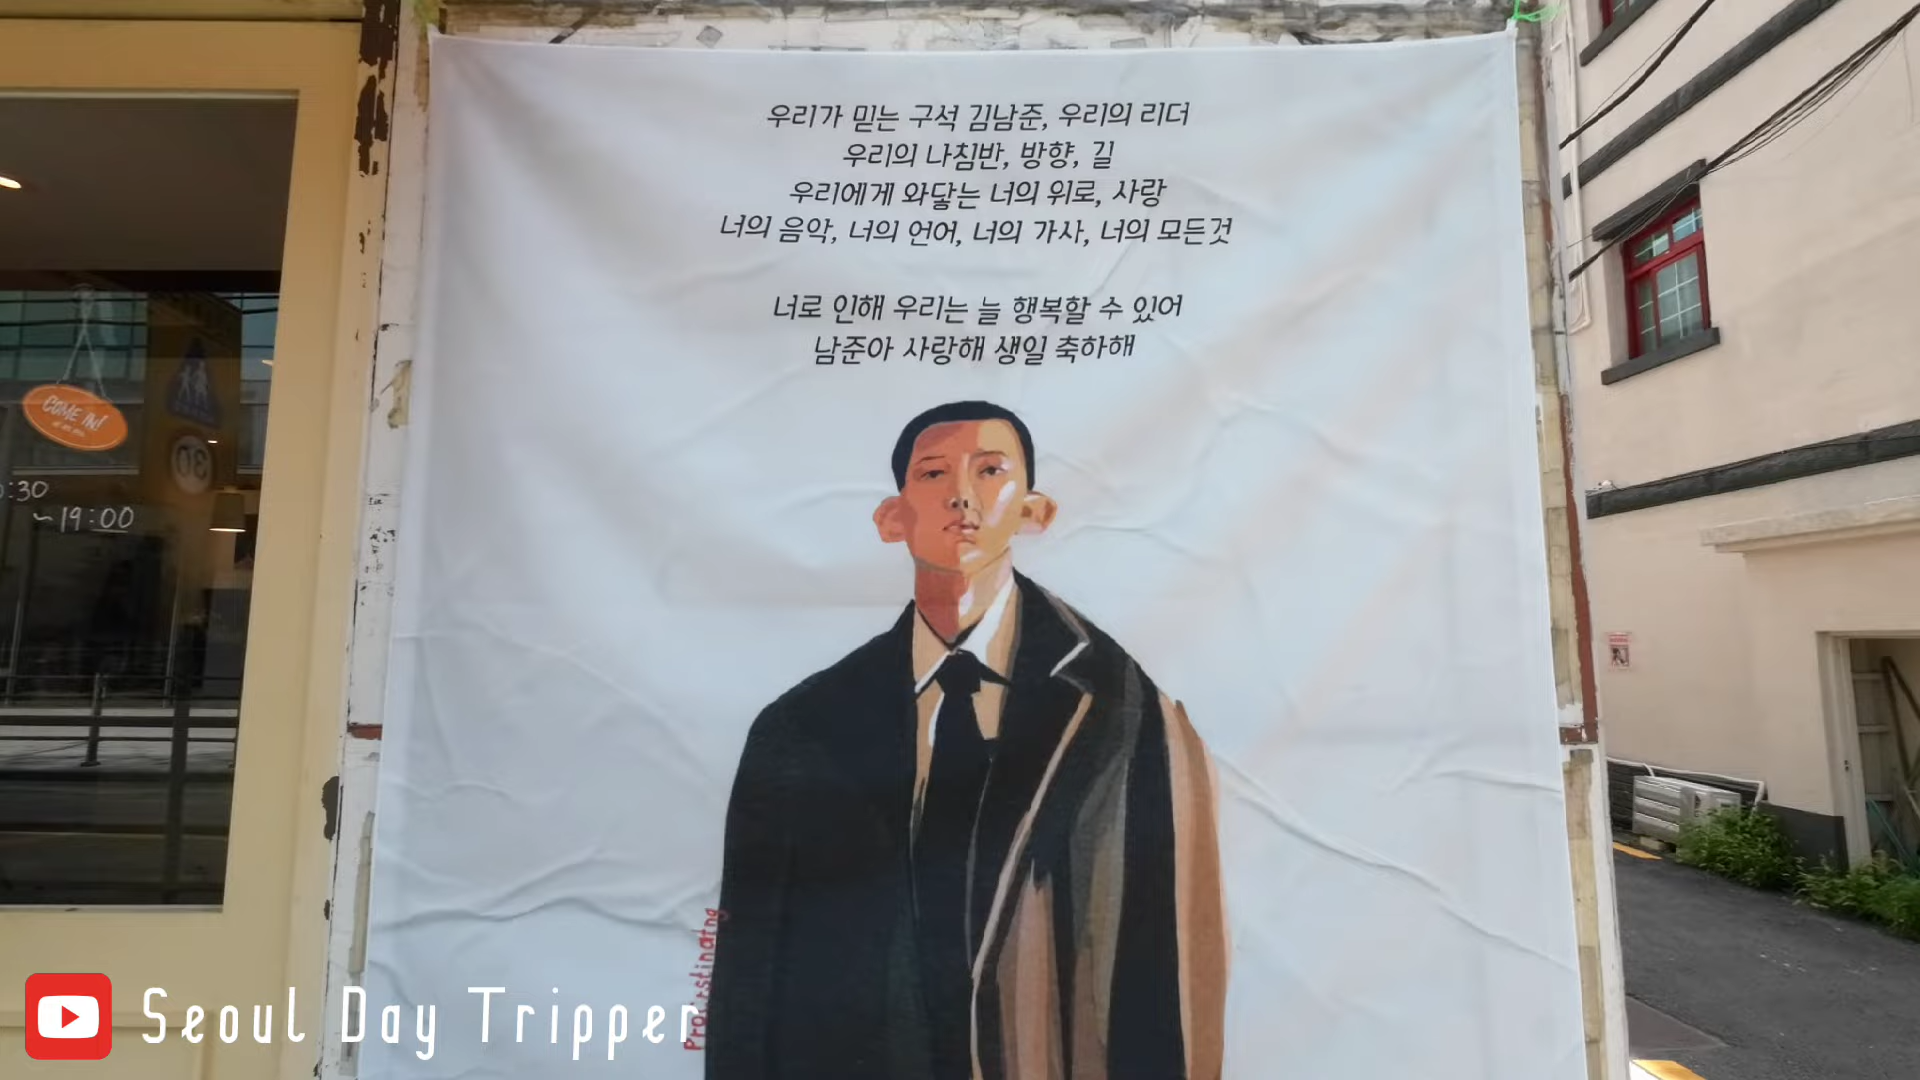 우리가 믿는 구석 김남준, 우리의 리더
우리의 나침반, 방향, 길
우리에게 와닿는 너의 위로, 사랑
너의 음악, 너의 언어, 너의 가사, 너의 모든것
너로 인해 우리는 늘 행복할 수 있어
남준아 사랑해 생일 축하해
COME IN!
:30
~19:00
30
Seoul Day Tripper